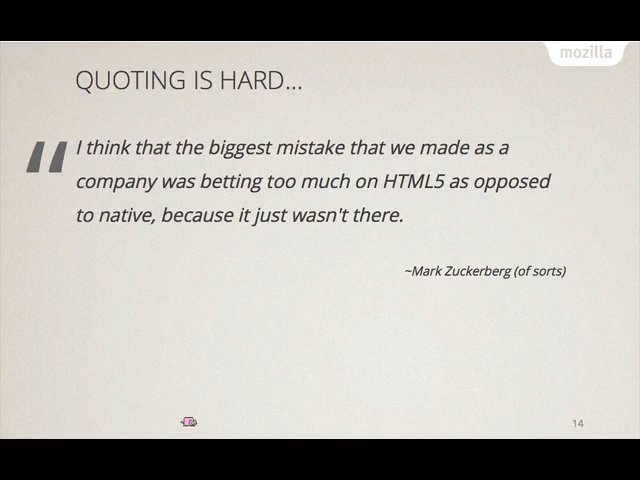 mozilla
QUOTING IS HARD...
“
I think that the biggest mistake that we made as a
company was betting too much on HTML5 as opposed
to native, because it just wasn't there.
~Mark Zuckerberg (of sorts)
14